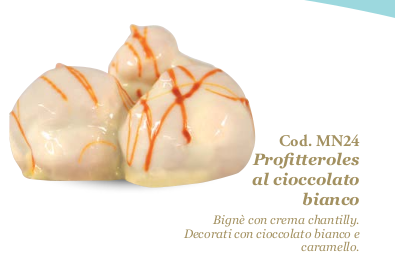 Cod. MN24
Profitteroles
al cioccolato
bianco
Bignè con crema chantilly.
Decorati con cioccolato bianco e
caramello.